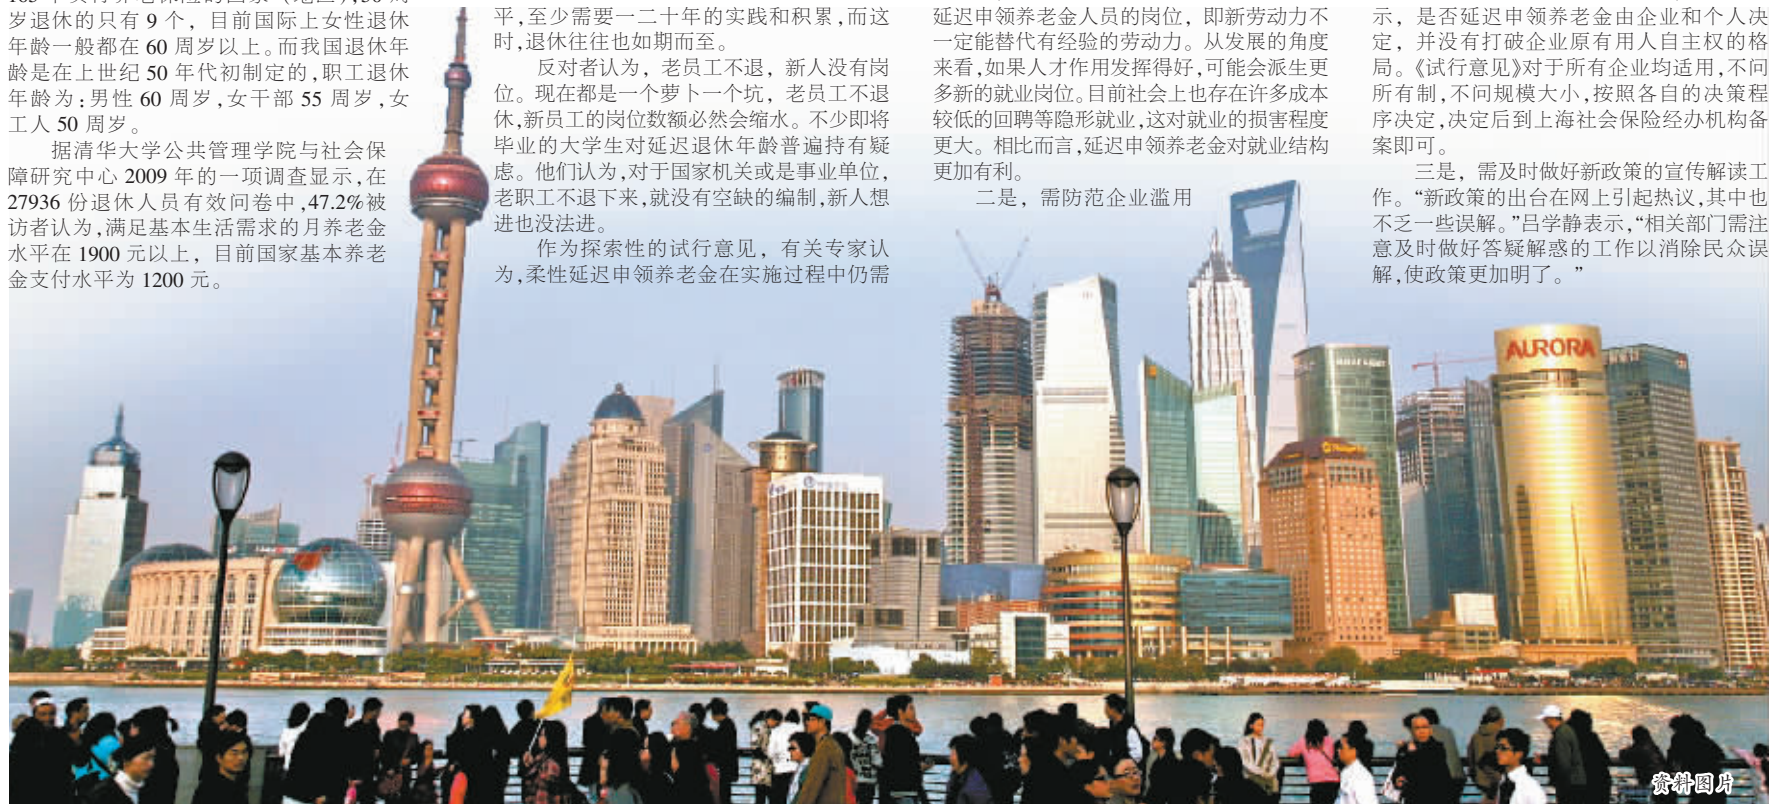 岁退休的只有 9 个，目前国际上女性退休
年龄一般都在 60 周岁以上。而我国退休年
龄是在上世纪 50 年代初制定的，职工退休
年龄为：男性 60 周岁，女干部 55 周岁，女
工人 50 周岁。
据清华大学公共管理学院与社会保
障研究中心 2009 年的一项调查显示，在
27936 份退休人员有效问卷中，47.2%被
访者认为，满足基本生活需求的月养老金
水平在 1900 元以上，目前国家基本养老
金支付水平为 1200 元。
平，至少需要一二十年的实践和积累，而这
时，退休往往也如期而至。
反对者认为，老员工不退，新人没有岗
位。现在都是一个萝卜一个坑，老员工不退
休，新员工的岗位数额必然会缩水。不少即将
毕业的大学生对延迟退休年龄普遍持有疑
虑。他们认为，对于国家机关或是事业单位，
老职工不退下来，就没有空缺的编制，新人想
进也没法进。
作为探索性的试行意见，有关专家认
为，柔性延迟申领养老金在实施过程中仍需
延迟申领养老金人员的岗位，即新劳动力不
一定能替代有经验的劳动力。从发展的角度
来看，如果人才作用发挥得好，可能会派生更
多新的就业岗位。目前社会上也存在许多成本
较低的回聘等隐形就业，这对就业的损害程度
更大。相比而言，延迟申领养老金对就业结构
更加有利。
二是，需防范企业滥用
示，是否延迟申领养老金由企业和个人决
定，并没有打破企业原有用人自主权的格
局。《试行意见》对于所有企业均适用，不问
所有制，不问规模大小，按照各自的决策程
序决定，决定后到上海社会保险经办机构备
案即可。
三是，需及时做好新政策的宣传解读工
作。“新政策的出台在网上引起热议，其中也
不乏一些误解。”吕学静表示，“相关部门需注
意及时做好答疑解惑的工作以消除民众误
解，使政策更加明了。”
AURORA
资料图片